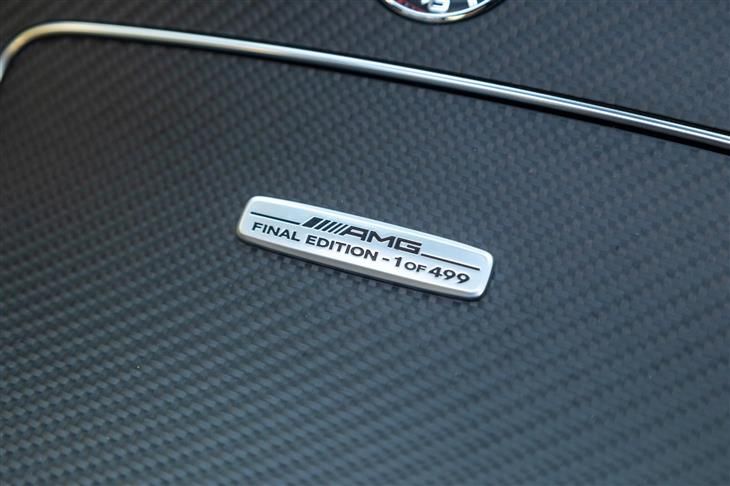 AMG
FINAL EDITION - 1 OF 499